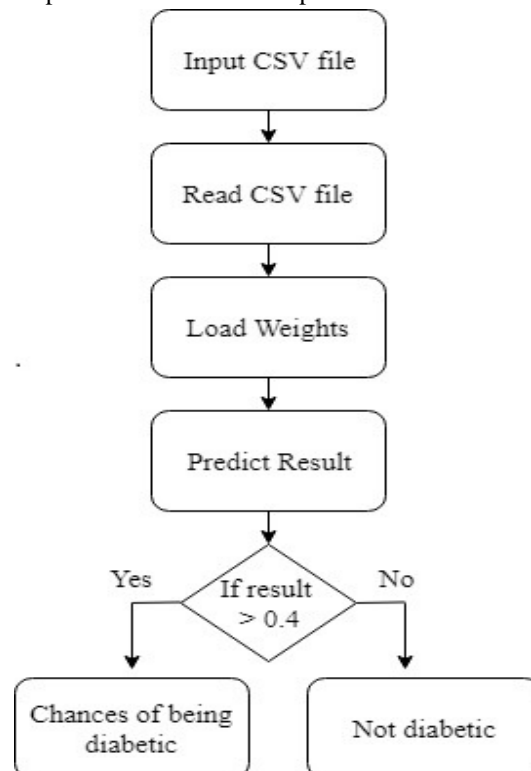 Input CSV file
Read CSV file
Load Weights
Predict Result
Yes
If result
> 0.4
No
Chances of being
diabetic
Not diabetic